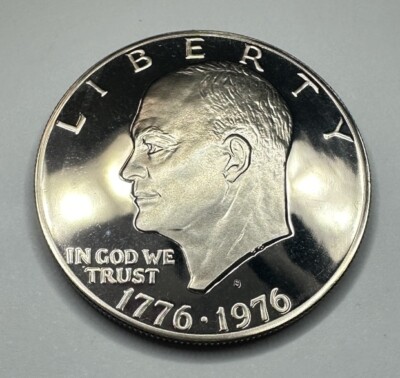 LIBERTY
IN GOD WE
TRUST
1776 · 1976